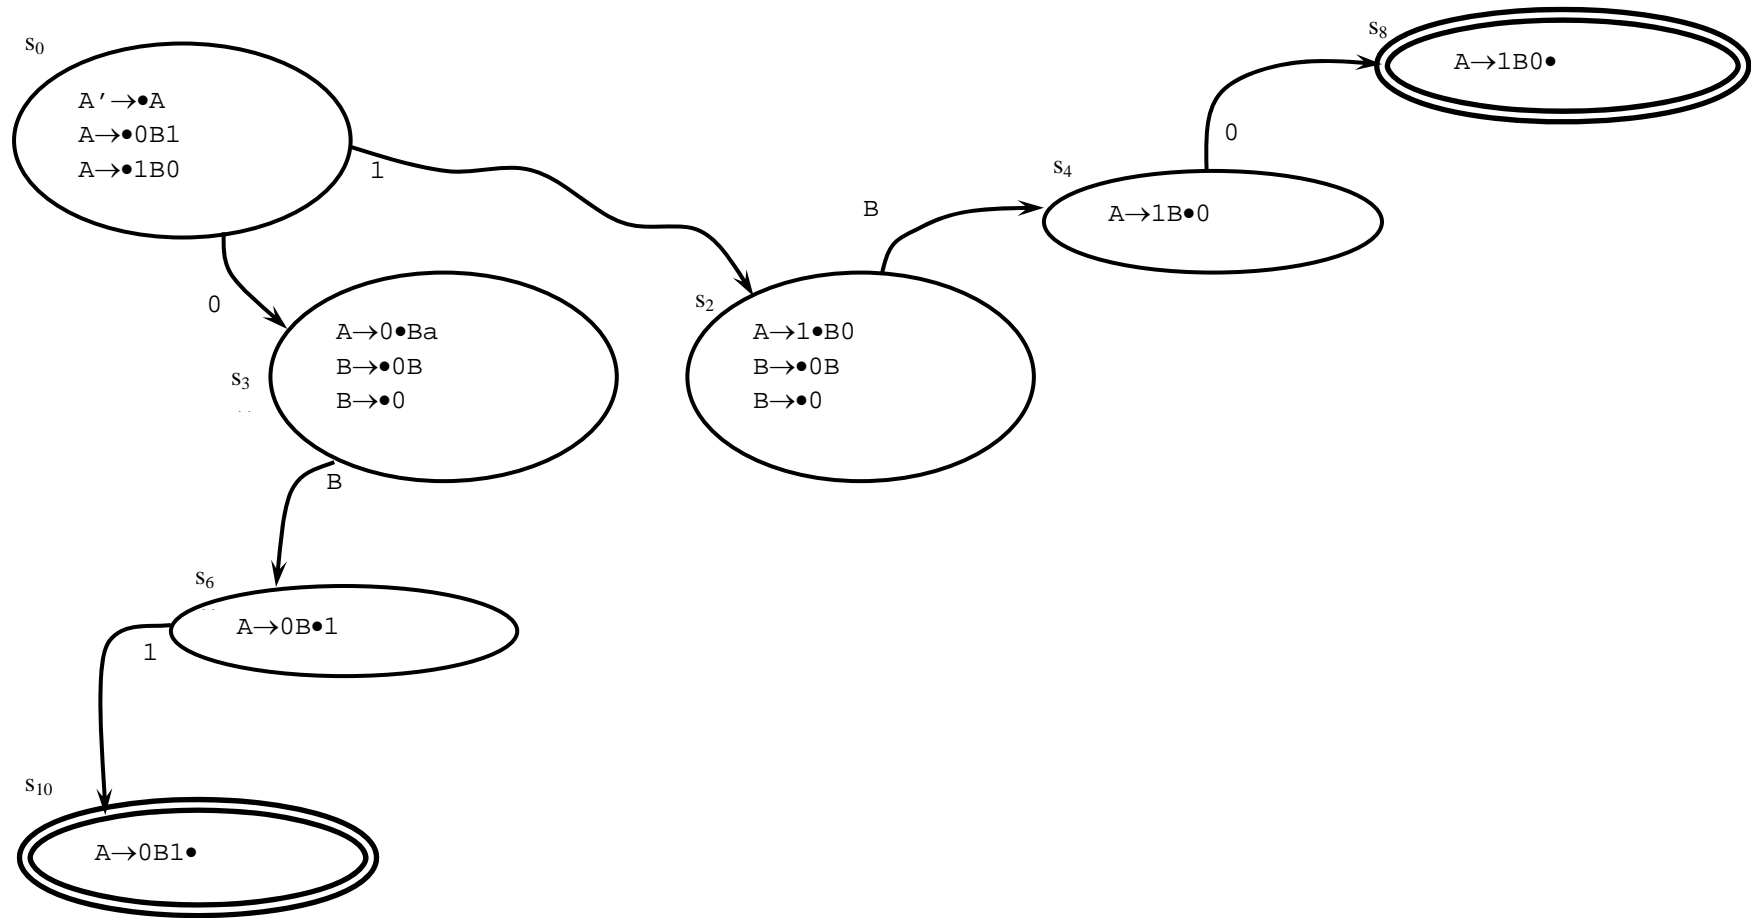 s₀
A′→●A
A→●0B1
A→●1B0
1
0
s₃
A→0●Ba
B→●0B
B→●0
B
s₂
A→1●B0
B→●0B
B→●0
B
s₄
A→1B●0
0
s₈
A→1B0●
s₆
A→0B●1
1
s₁₀
A→0B1●